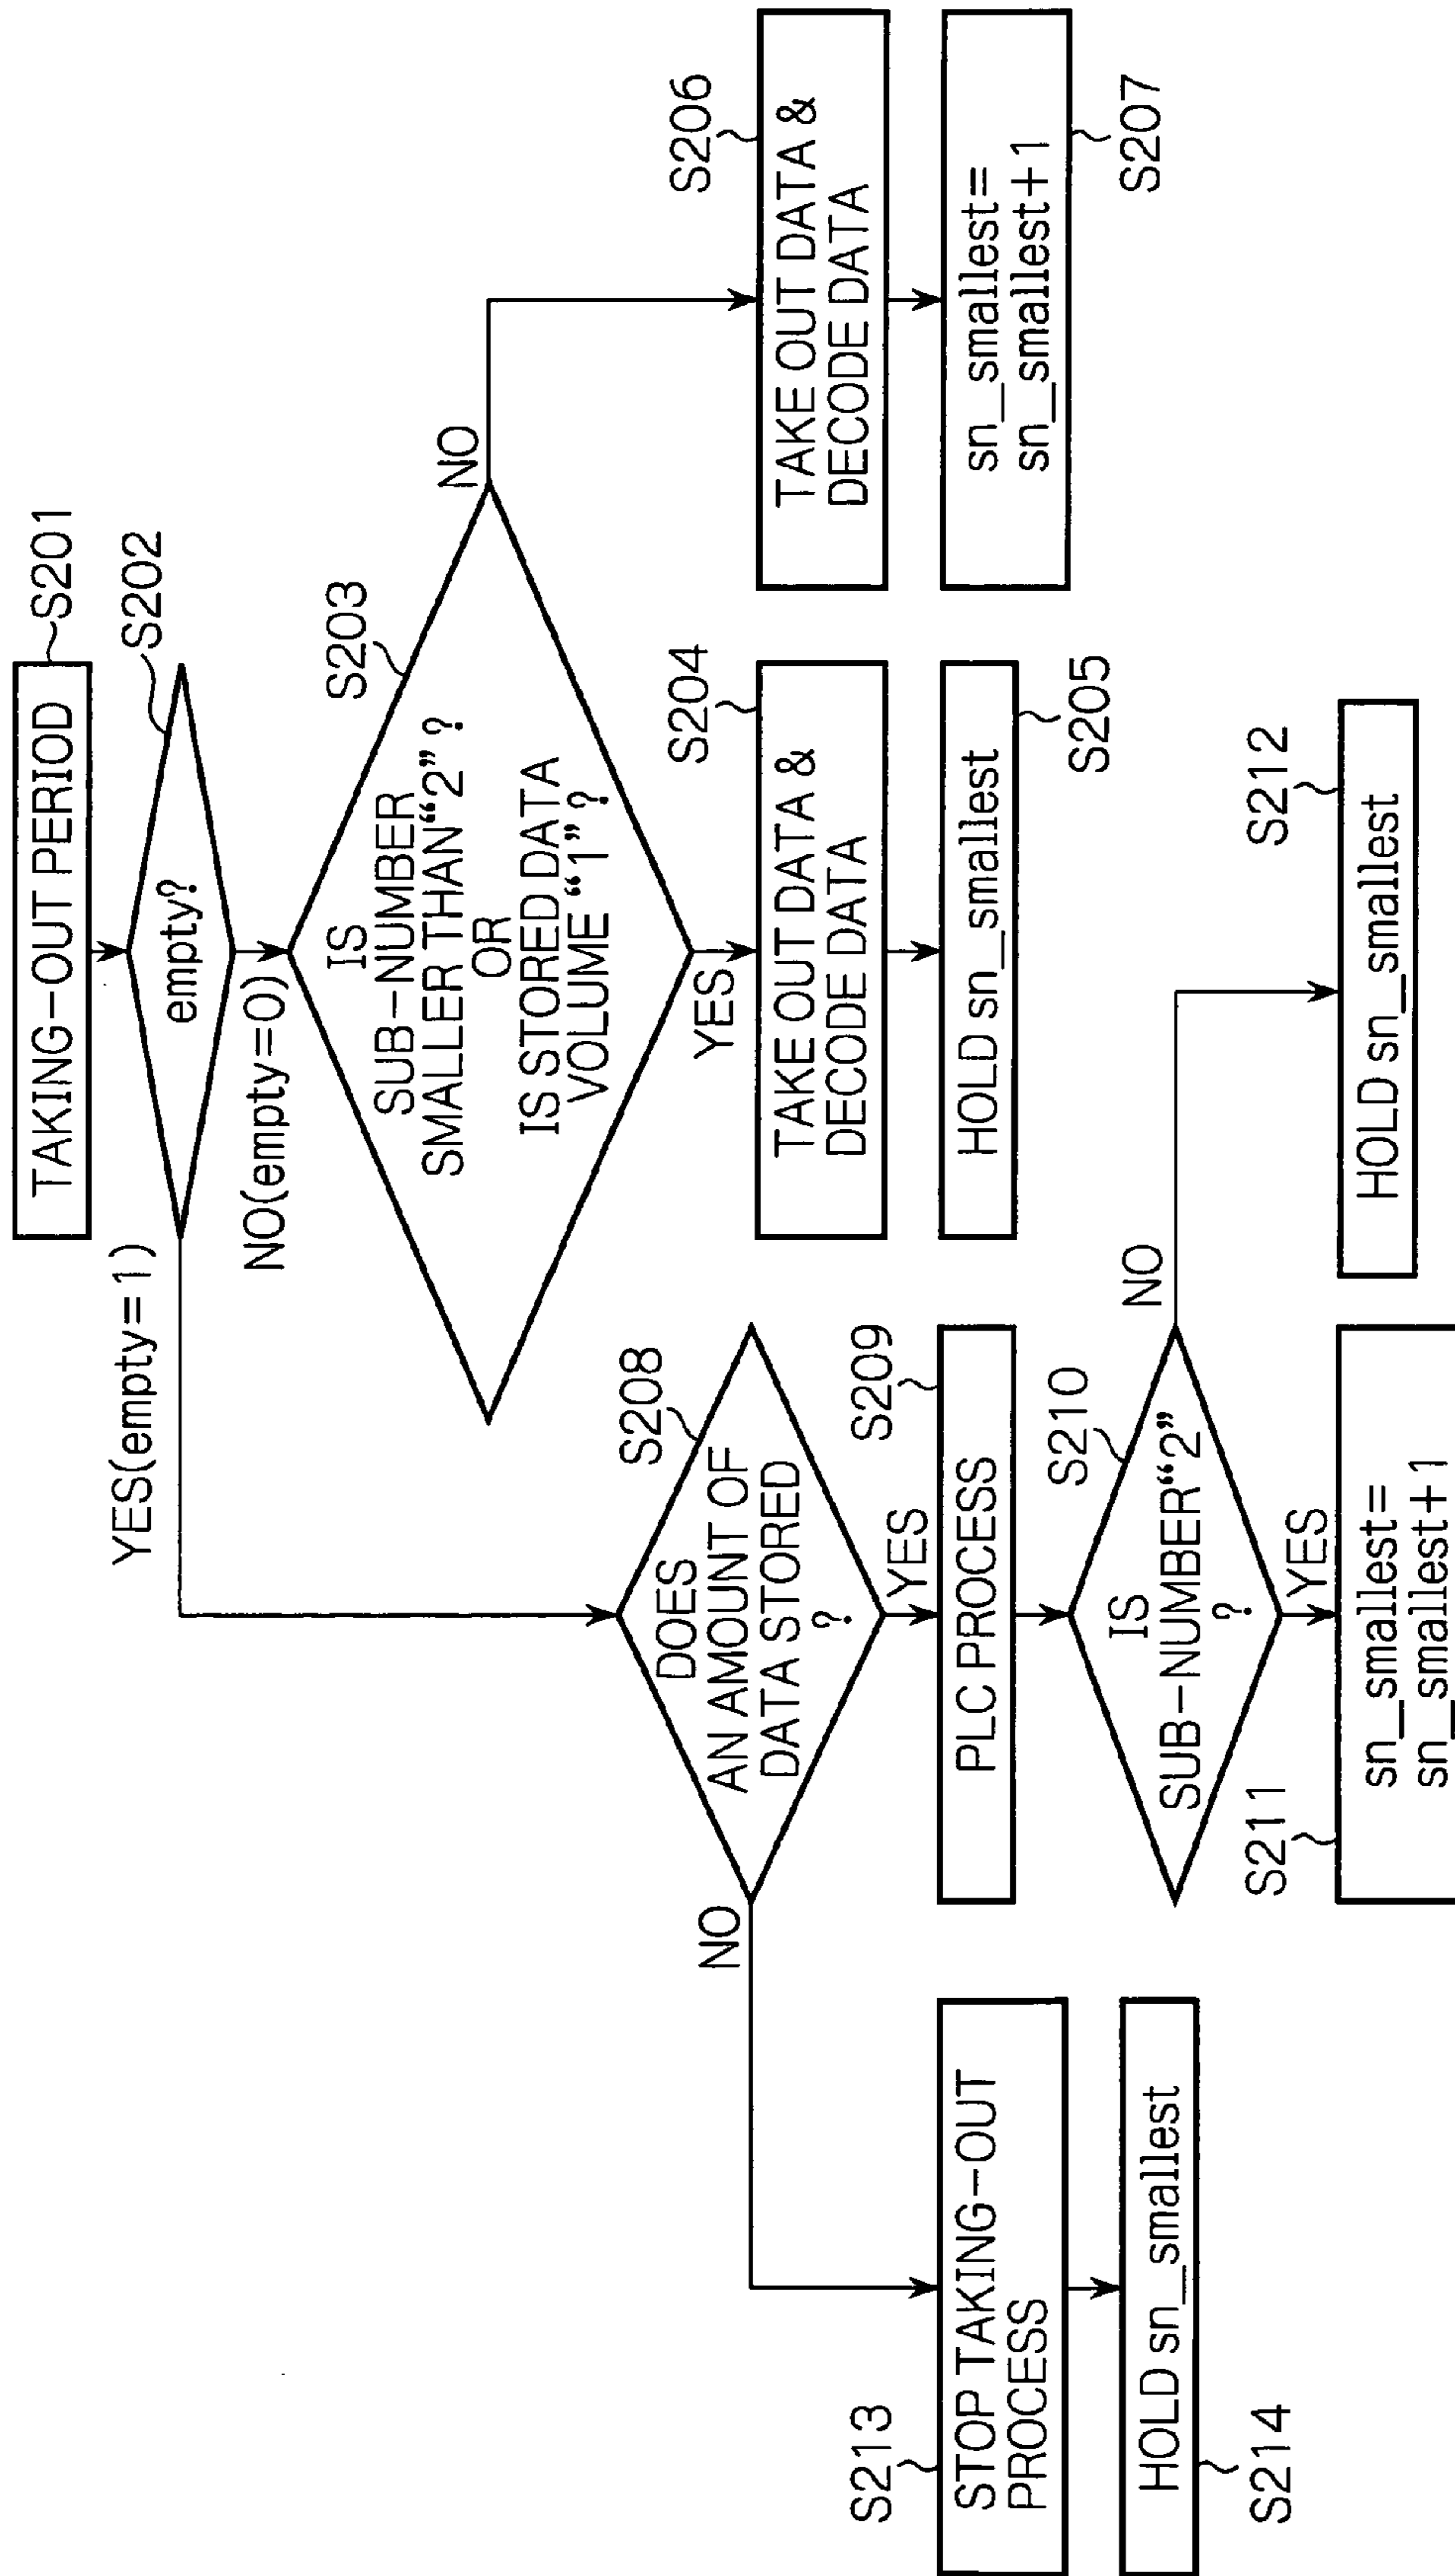 TAKING-OUT PERIOD
S201
empty?
S202
YES(empty=1)
NO(empty=0)
IS
SUB-NUMBER
SMALLER THAN“2” ?
OR
IS STORED DATA
VOLUME “1” ?
S203
NO
YES
TAKE OUT DATA &
DECODE DATA
S204
HOLD sn_smallest
S205
TAKE OUT DATA &
DECODE DATA
S206
sn_smallest=
sn_smallest+1
S207
DOES
AN AMOUNT OF
DATA STORED
?
S208
NO
YES
PLC PROCESS
S209
IS
SUB-NUMBER“2”
?
S210
NO
YES
sn_smallest=
sn_smallest+1
S211
HOLD sn_smallest
S212
STOP TAKING-OUT
PROCESS
S213
HOLD sn_smallest
S214